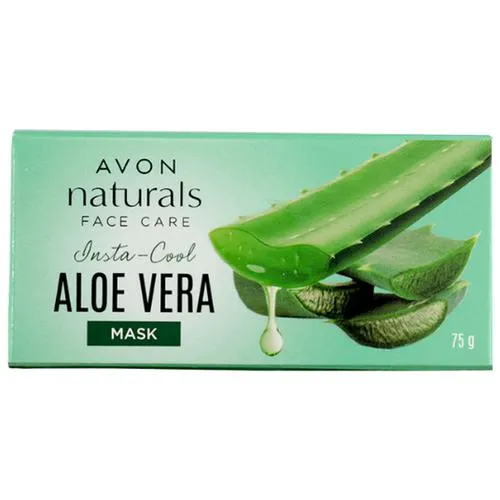 AVON
naturals
FACE CARE
Insta-Cool
ALOE VERA
MASK
75 g